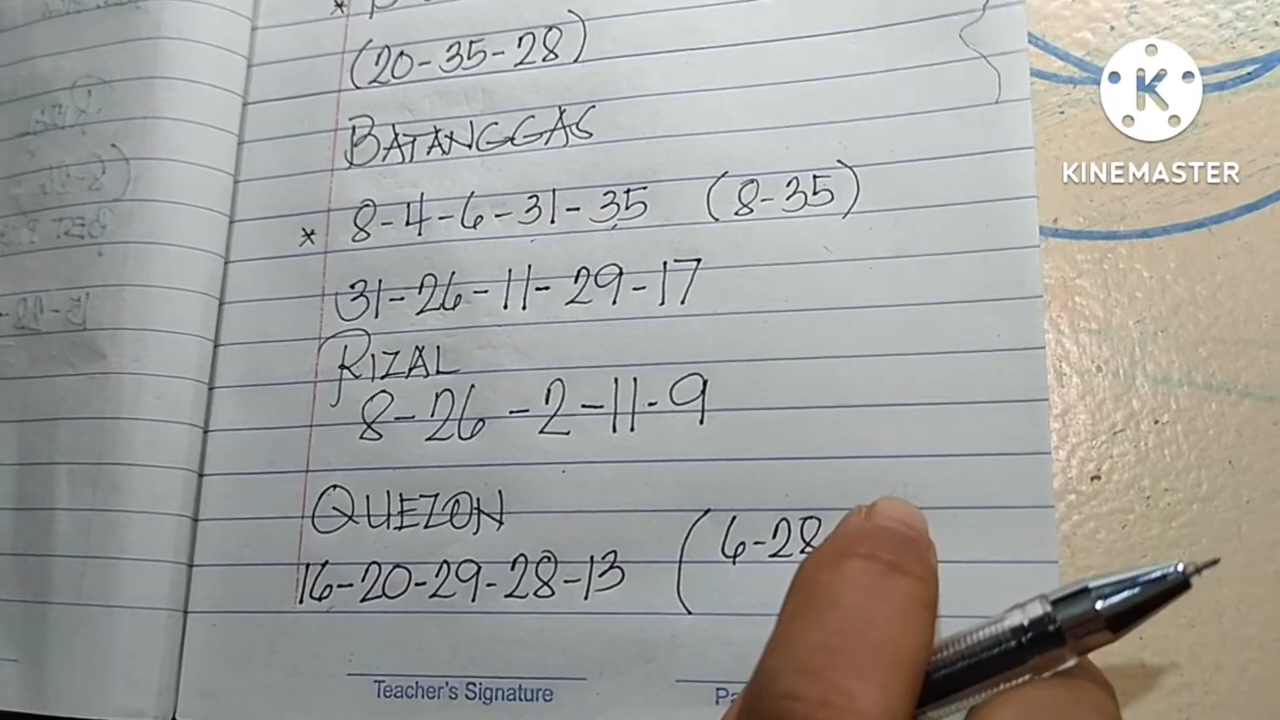 (20-35-28)
BATANGGAS
* 8-4-6-31-35 (8-35)
31-26-11-29-17
RIZAL
8-26-2-11-9
QUEZON
16-20-29-28-13 (6-28
Teacher's Signature
K
KINEMASTER